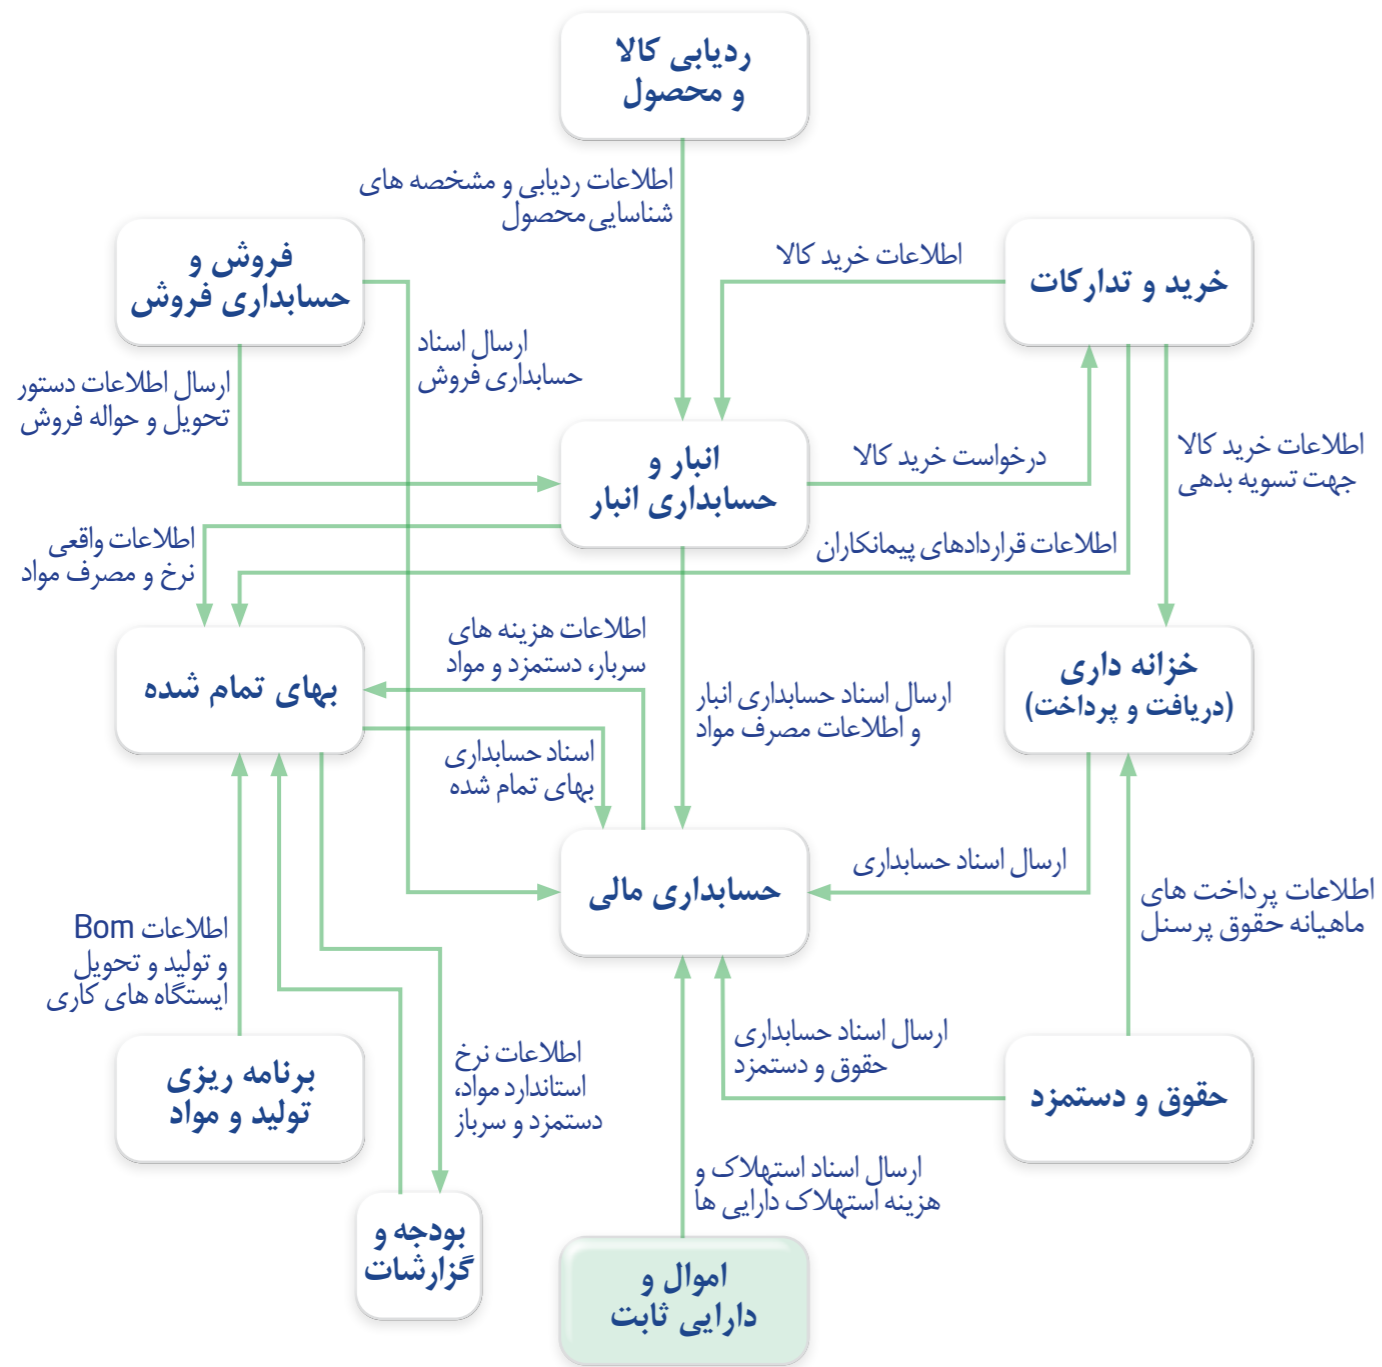 ردیابی کالا
و محصول
اطلاعات ردیابی و مشخصه های
شناسایی محصول
فروش و
حسابداری فروش
اطلاعات خرید کالا
خرید و تدارکات
ارسال اسناد
حسابداری فروش
ارسال اطلاعات دستور
تحویل و حواله فروش
انبار و
حسابداری انبار
درخواست خرید کالا
اطلاعات خرید کالا
جهت تسویه بدهی
اطلاعات قراردادهای پیمانکاران
اطلاعات واقعی
نرخ و مصرف مواد
اطلاعات هزینه های
سربار، دستمزد و مواد
بهای تمام شده
خزانه داری
(دریافت و پرداخت)
ارسال اسناد حسابداری انبار
و اطلاعات مصرف مواد
اسناد حسابداری
بهای تمام شده
حسابداری مالی
ارسال اسناد حسابداری
اطلاعات پرداخت های
ماهیانه حقوق پرسنل
اطلاعات Bom
و تولید و تحویل
ایستگاه های کاری
برنامه ریزی
تولید و مواد
اطلاعات نرخ
استاندارد مواد،
دستمزد و سرباز
ارسال اسناد حسابداری
حقوق و دستمزد
حقوق و دستمزد
ارسال اسناد استهلاک و
هزینه استهلاک دارایی ها
بودجه و
گزارشات
اموال و
دارایی ثابت